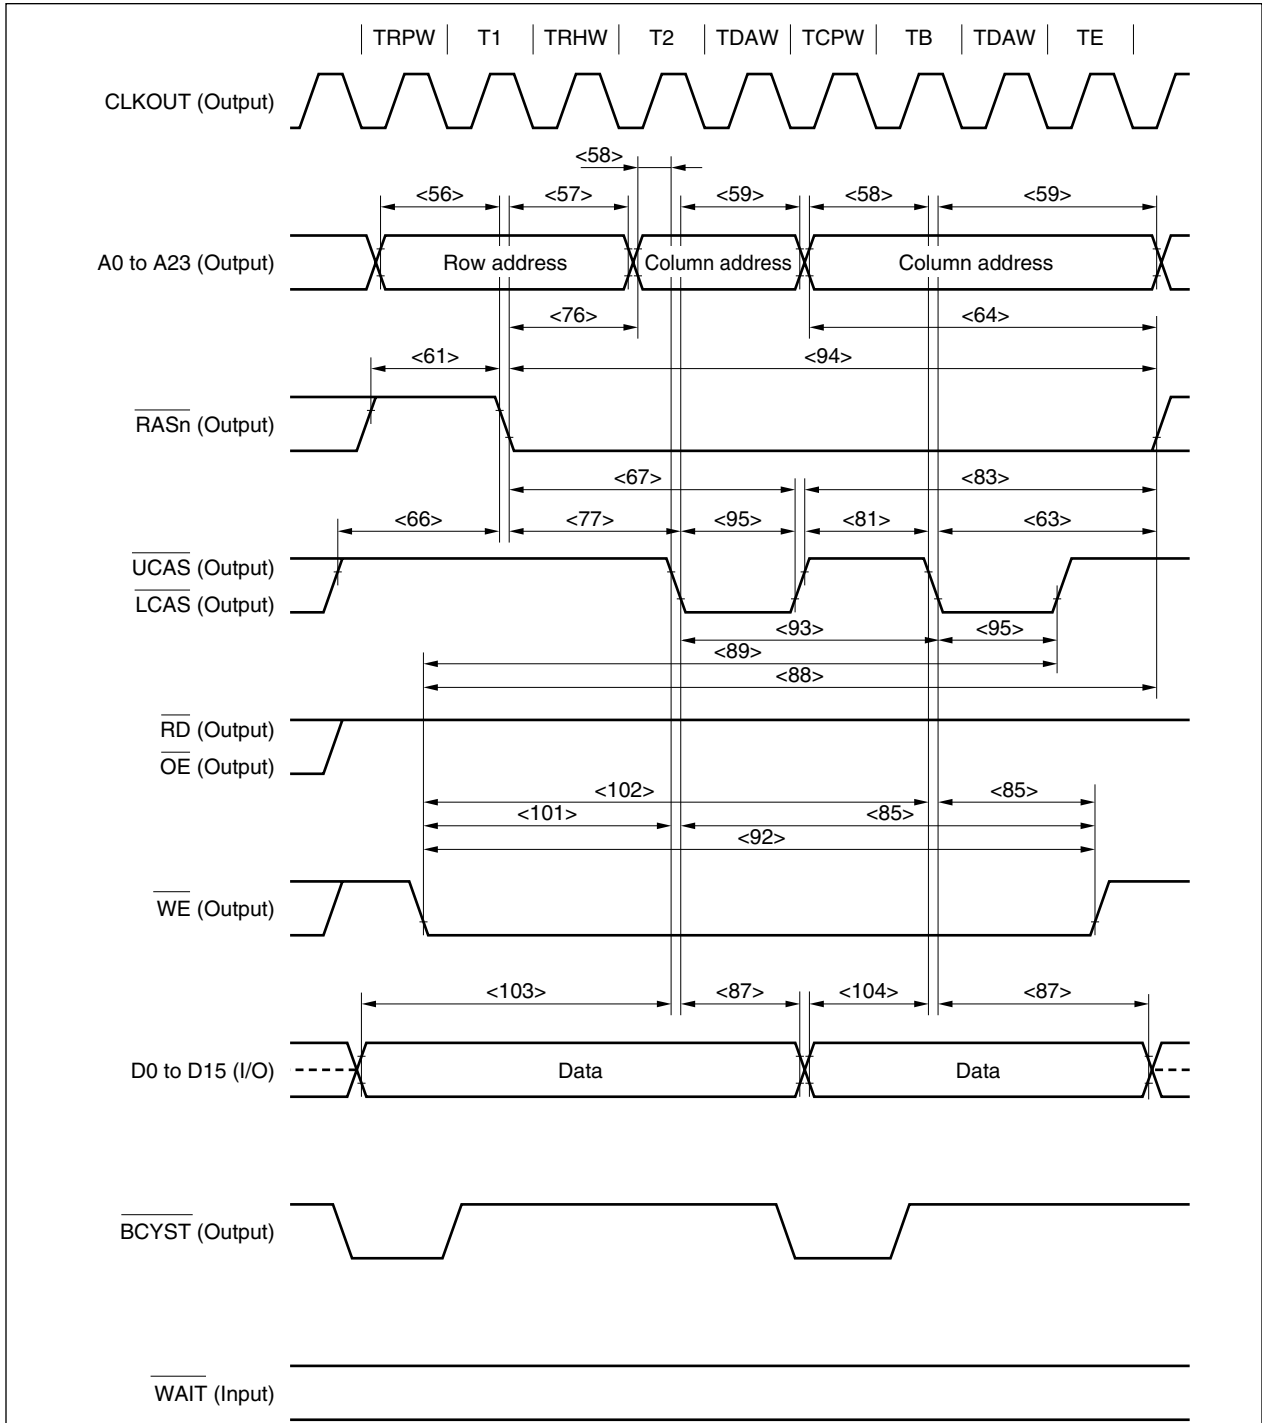 TRPW T1 TRHW T2 TDAW TCPW TB TDAW TE
CLKOUT (Output)
<58>
<56> <57> <59> <58> <59>
A0 to A23 (Output) Row address Column address Column address
<76> <64>
<61> <94>
RASn (Output)
<67> <83>
<66> <77> <95> <81> <63>
UCAS (Output)
LCAS (Output)
<93> <95>
<89>
<88>
RD (Output)
OE (Output)
<102> <85>
<101> <85>
<92>
WE (Output)
<103> <87> <104> <87>
D0 to D15 (I/O) Data Data
BCYST (Output)
WAIT (Input)